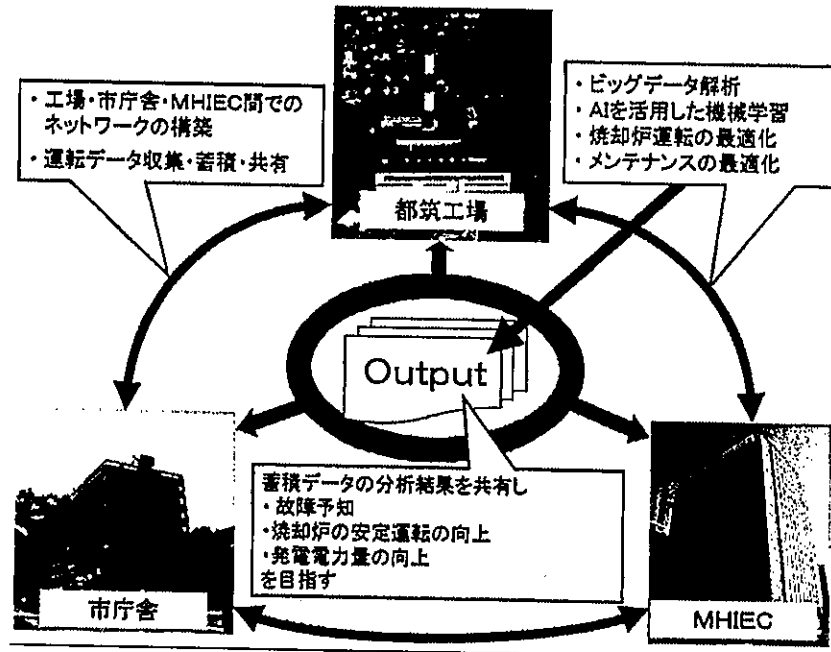 ・工場・市庁舎・MHIEC間での
ネットワークの構築
・運転データ収集・蓄積・共有
・ビッグデータ解析
・AIを活用した機械学習
・焼却炉運転の最適化
・メンテナンスの最適化
都筑工場
Output
蓄積データの分析結果を共有し
・故障予知
・焼却炉の安定運転の向上
・発電電力量の向上
を目指す
市庁舎
MHIEC